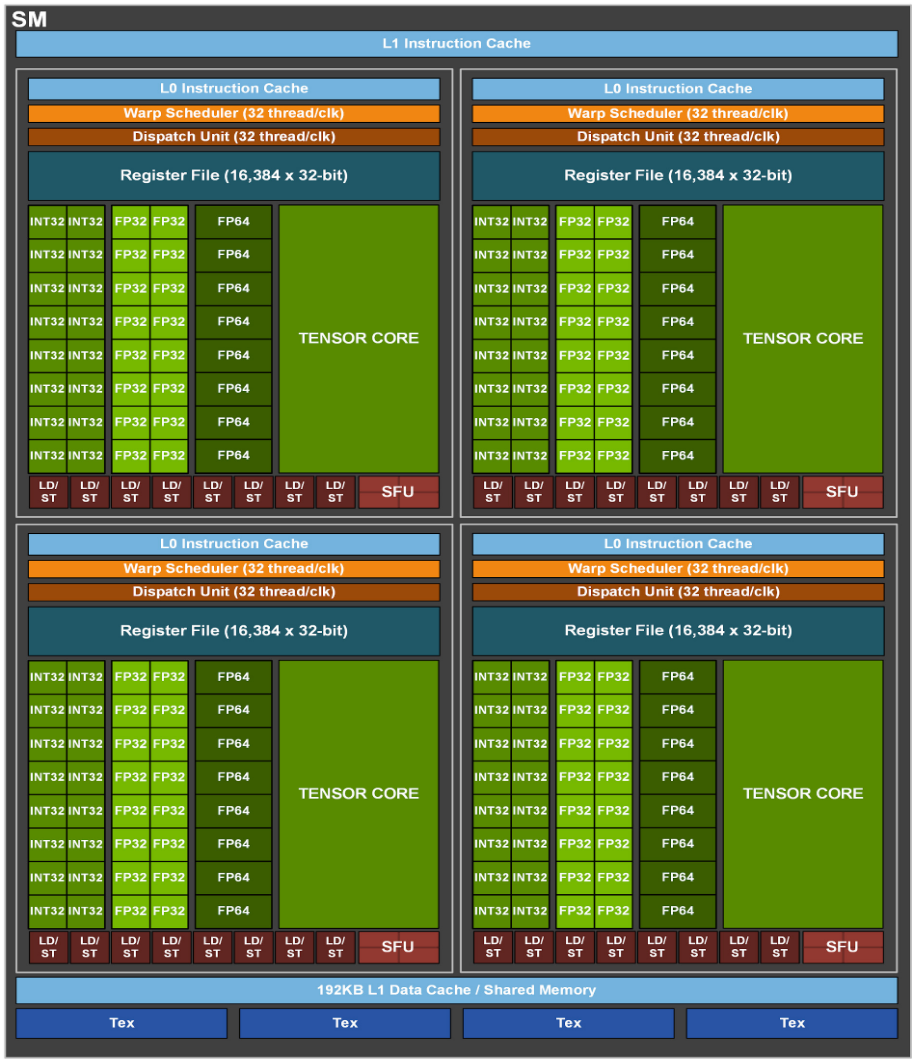 SM
L1 Instruction Cache
L0 Instruction Cache
Warp Scheduler (32 thread/clk)
Dispatch Unit (32 thread/clk)
Register File (16,384 x 32-bit)
INT32 INT32 FP32 FP32 FP64
INT32 INT32 FP32 FP32 FP64
INT32 INT32 FP32 FP32 FP64
INT32 INT32 FP32 FP32 FP64
TENSOR CORE
INT32 INT32 FP32 FP32 FP64
INT32 INT32 FP32 FP32 FP64
INT32 INT32 FP32 FP32 FP64
INT32 INT32 FP32 FP32 FP64
LD/ LD/ LD/ LD/ LD/ LD/ LD/ LD/
ST ST ST ST ST ST ST ST
SFU
L0 Instruction Cache
Warp Scheduler (32 thread/clk)
Dispatch Unit (32 thread/clk)
Register File (16,384 x 32-bit)
INT32 INT32 FP32 FP32 FP64
INT32 INT32 FP32 FP32 FP64
INT32 INT32 FP32 FP32 FP64
INT32 INT32 FP32 FP32 FP64
TENSOR CORE
INT32 INT32 FP32 FP32 FP64
INT32 INT32 FP32 FP32 FP64
INT32 INT32 FP32 FP32 FP64
INT32 INT32 FP32 FP32 FP64
LD/ LD/ LD/ LD/ LD/ LD/ LD/ LD/
ST ST ST ST ST ST ST ST
SFU
L0 Instruction Cache
Warp Scheduler (32 thread/clk)
Dispatch Unit (32 thread/clk)
Register File (16,384 x 32-bit)
INT32 INT32 FP32 FP32 FP64
INT32 INT32 FP32 FP32 FP64
INT32 INT32 FP32 FP32 FP64
INT32 INT32 FP32 FP32 FP64
TENSOR CORE
INT32 INT32 FP32 FP32 FP64
INT32 INT32 FP32 FP32 FP64
INT32 INT32 FP32 FP32 FP64
INT32 INT32 FP32 FP32 FP64
LD/ LD/ LD/ LD/ LD/ LD/ LD/ LD/
ST ST ST ST ST ST ST ST
SFU
L0 Instruction Cache
Warp Scheduler (32 thread/clk)
Dispatch Unit (32 thread/clk)
Register File (16,384 x 32-bit)
INT32 INT32 FP32 FP32 FP64
INT32 INT32 FP32 FP32 FP64
INT32 INT32 FP32 FP32 FP64
INT32 INT32 FP32 FP32 FP64
TENSOR CORE
INT32 INT32 FP32 FP32 FP64
INT32 INT32 FP32 FP32 FP64
INT32 INT32 FP32 FP32 FP64
INT32 INT32 FP32 FP32 FP64
LD/ LD/ LD/ LD/ LD/ LD/ LD/ LD/
ST ST ST ST ST ST ST ST
SFU
192KB L1 Data Cache / Shared Memory
Tex Tex Tex Tex